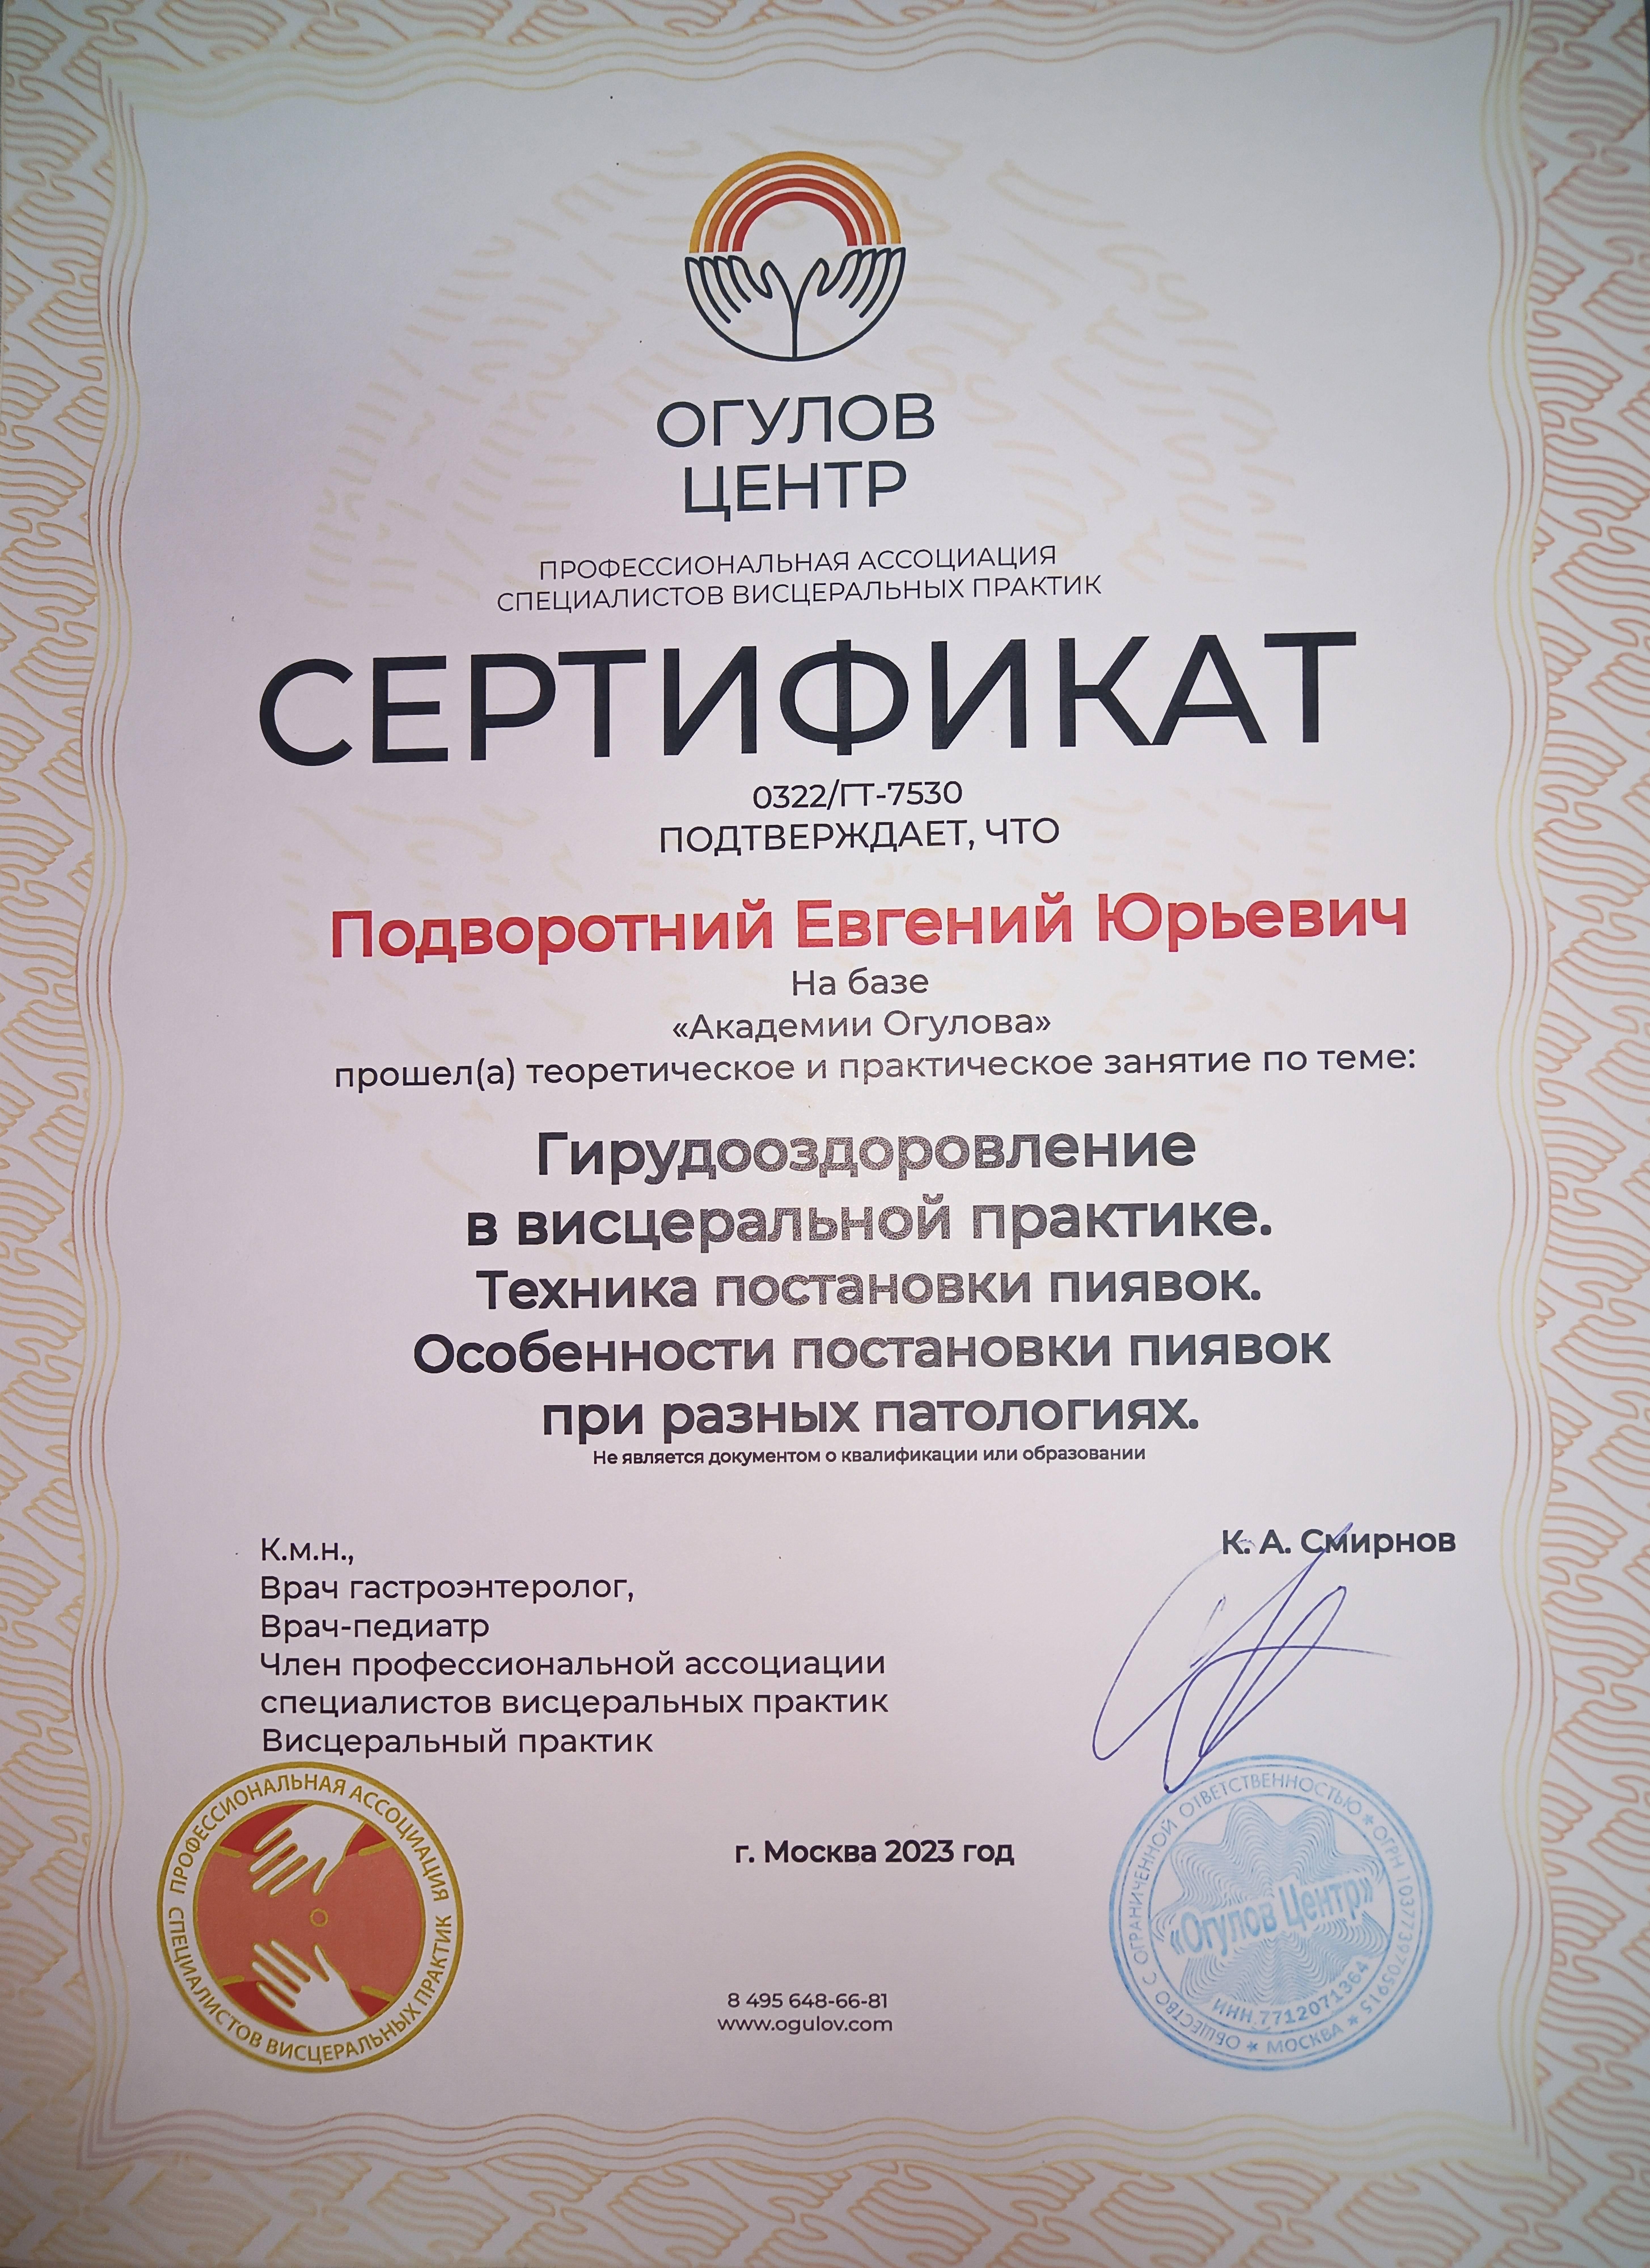 ОГУЛОВ
ЦЕНТР
ПРОФЕССИОНАЛЬНАЯ АССОЦИАЦИЯ
СПЕЦИАЛИСТОВ ВИСЦЕРАЛЬНЫХ ПРАКТИК
СЕРТИФИКАТ
0322/ГТ-7530
ПОДТВЕРЖДАЕТ, ЧТО
Подворотний Евгений Юрьевич
На базе
«Академии Огулова»
прошел(а) теоретическое и практическое занятие по теме:
Гирудооздоровление
в висцеральной практике.
Техника постановки пиявок.
Особенности постановки пиявок
при разных патологиях.
Не является документом о квалификации или образовании
К.м.н.,
Врач гастроэнтеролог,
Врач-педиатр
Член профессиональной ассоциации
специалистов висцеральных практик
Висцеральный практик
К. А. Смирнов
ПРОФЕССИОНАЛЬНАЯ АССОЦИАЦИЯ
СПЕЦИАЛИСТОВ ВИСЦЕРАЛЬНЫХ ПРАКТИК
г. Москва 2023 год
ОБЩЕСТВО С ОГРАНИЧЕННОЙ ОТВЕТСТВЕННОСТЬЮ * ОГРН 1037739705915 * МОСКВА *
«Огулов Центр»
ИНН 7712071364
8 495 648-66-81
www.ogulov.com